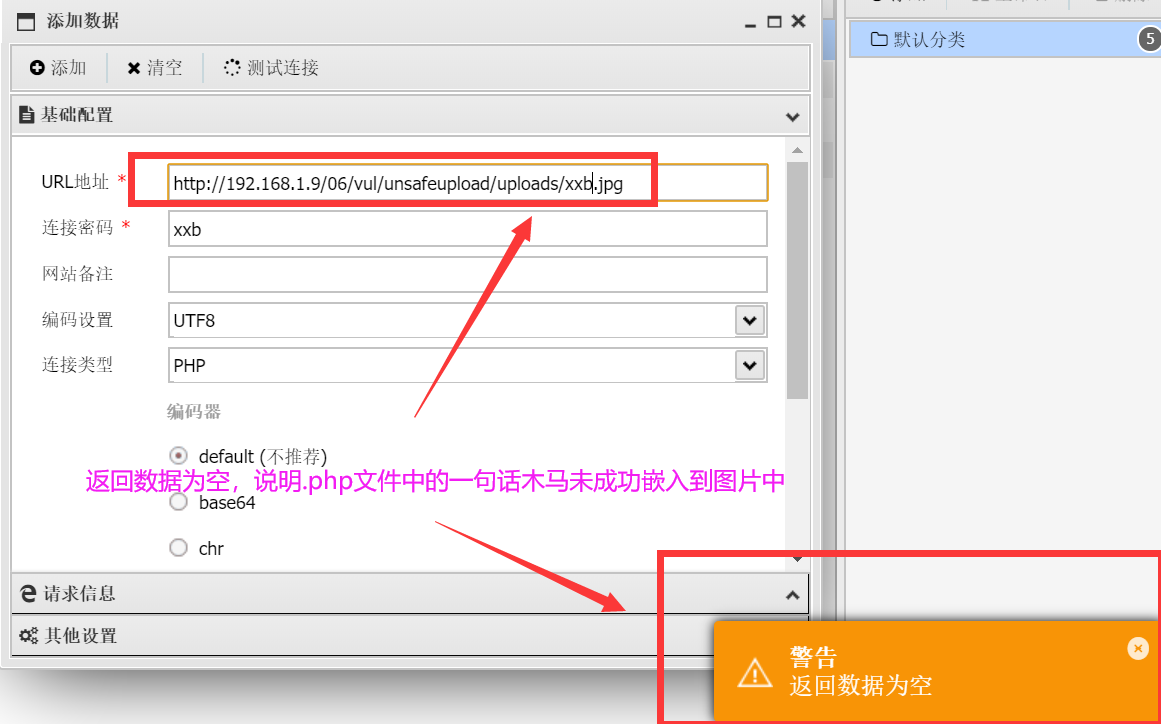 添加数据
默认分类
5
添加 清空 测试连接
基础配置
URL地址 * http://192.168.1.9/06/vul/unsafeupload/uploads/xxb.jpg
连接密码 * xxb
网站备注
编码设置 UTF8
连接类型 PHP
编码器
default (不推荐)
返回数据为空，说明.php文件中的一句话木马未成功嵌入到图片中
base64
chr
请求信息
其他设置
警告
返回数据为空